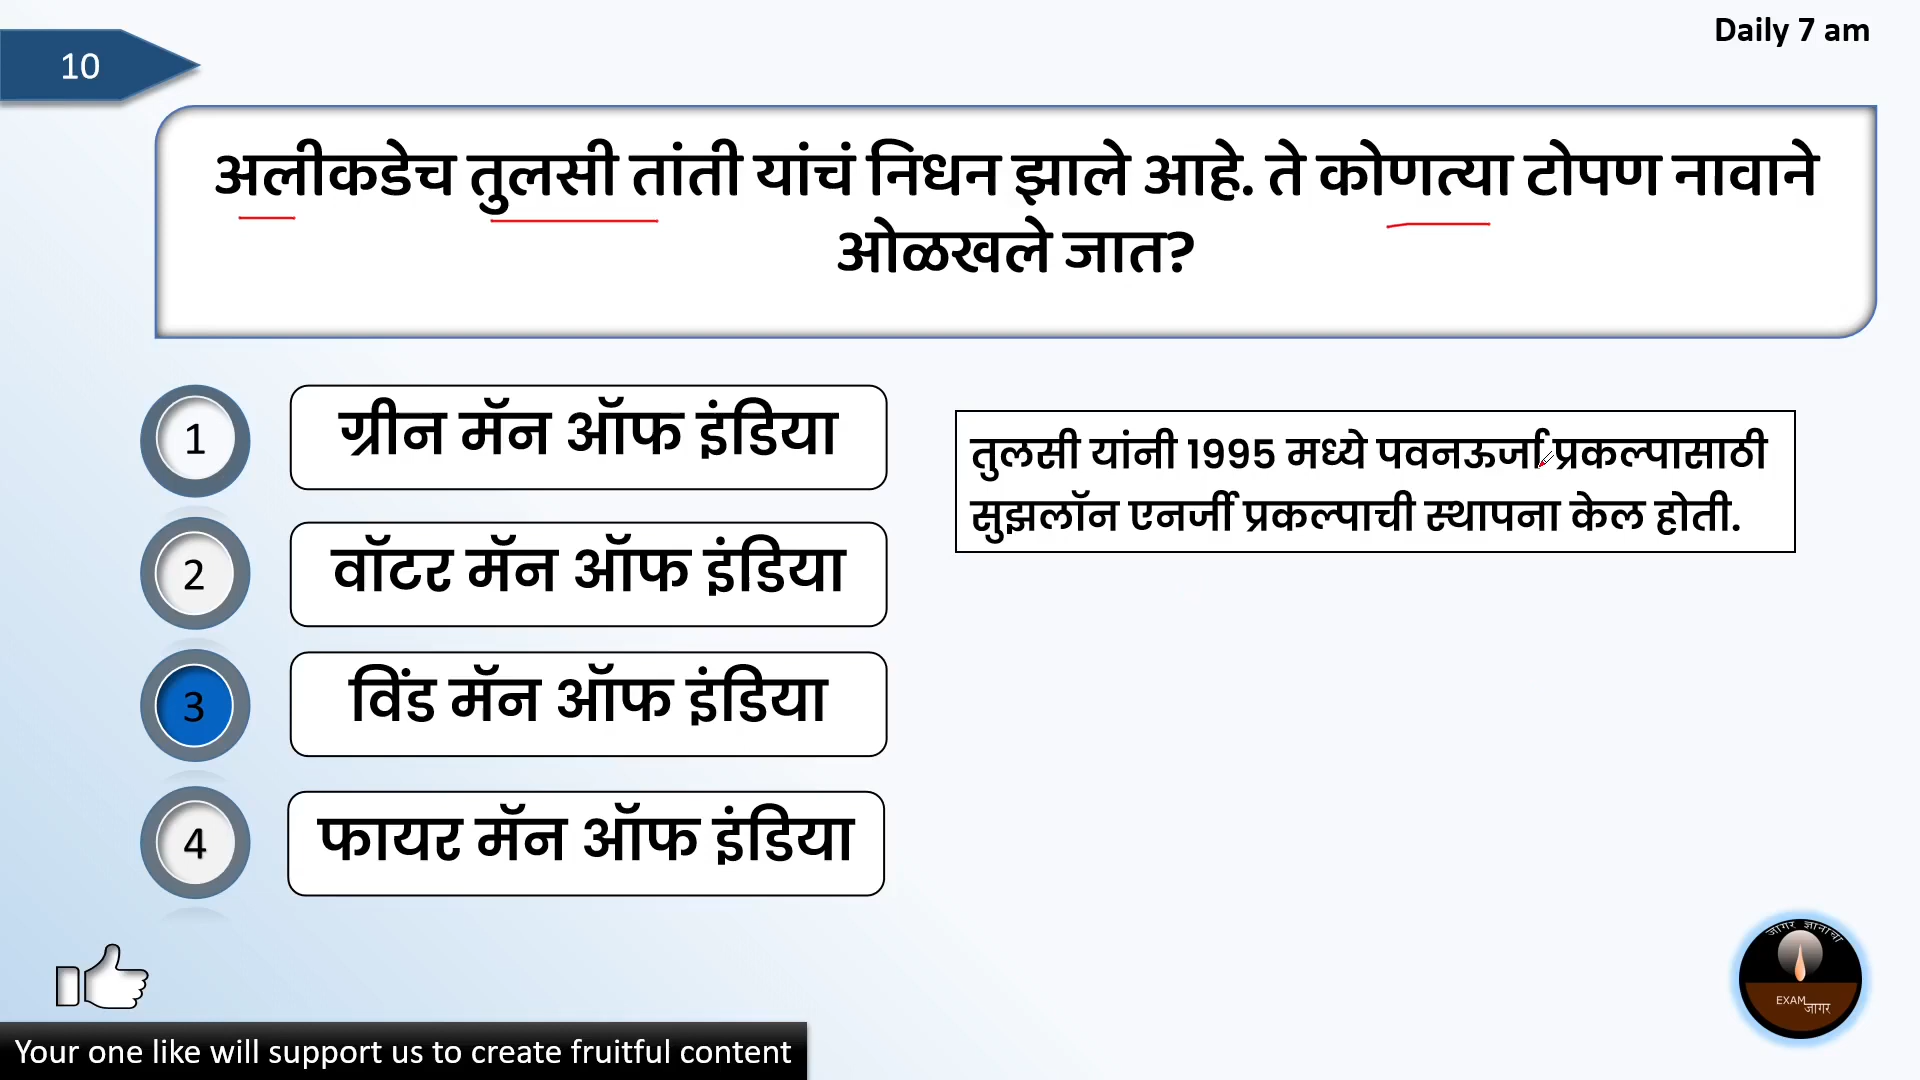 Daily 7 am
10
अलीकडेच तुलसी तांती यांचं निधन झाले आहे. ते कोणत्या टोपण नावाने
ओळखले जात?
1
ग्रीन मॅन ऑफ इंडिया
2
वॉटर मॅन ऑफ इंडिया
3
विंड मॅन ऑफ इंडिया
4
फायर मॅन ऑफ इंडिया
तुलसी यांनी 1995 मध्ये पवनऊर्जा प्रकल्पासाठी
सुझलॉन एनर्जी प्रकल्पाची स्थापना केल होती.
जागर ज्ञानाचा
EXAM
जागर
Your one like will support us to create fruitful content